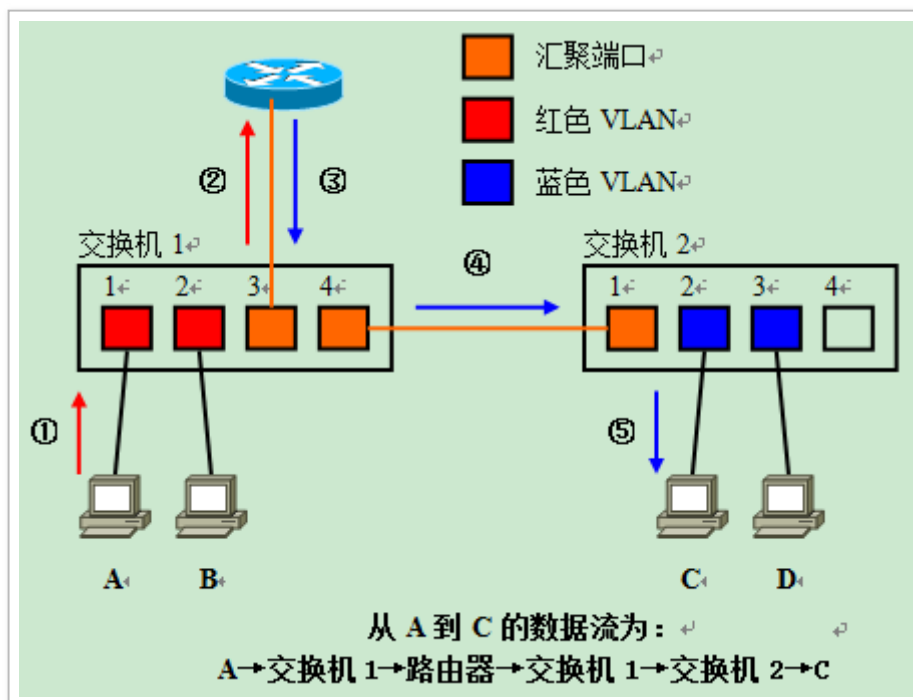 汇聚端口
红色 VLAN
蓝色 VLAN
② ③
交换机 1
1 2 3 4
④
交换机 2
1 2 3 4
①
⑤
A B
C D
从 A 到 C 的数据流为：
A→交换机 1→路由器→交换机 1→交换机 2→C